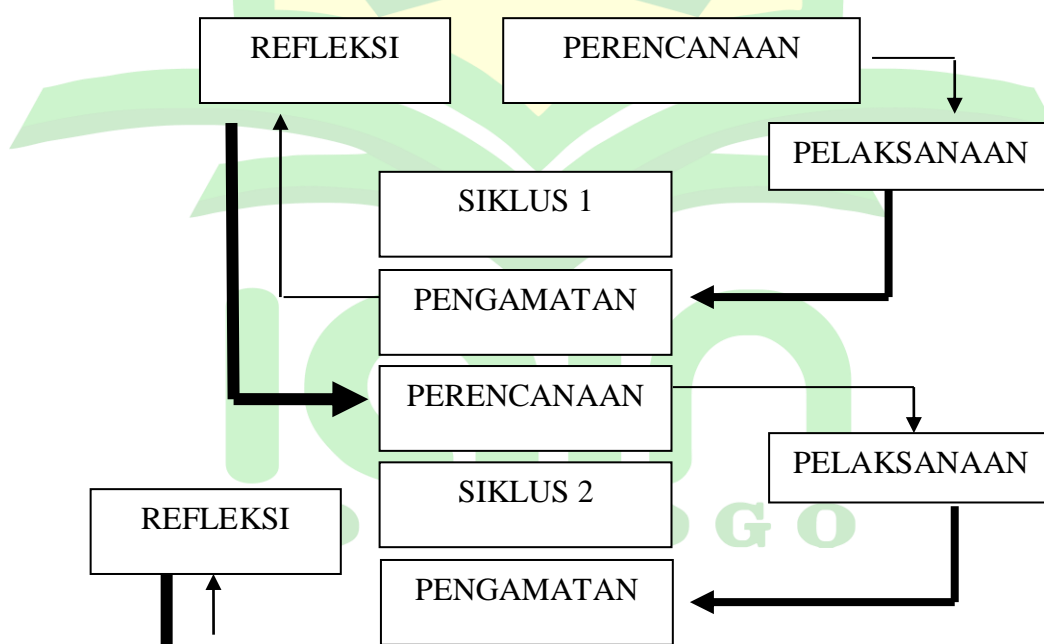 REFLEKSI
PERENCANAAN
PELAKSANAAN
SIKLUS 1
PENGAMATAN
PERENCANAAN
PELAKSANAAN
SIKLUS 2
REFLEKSI
G O
PENGAMATAN